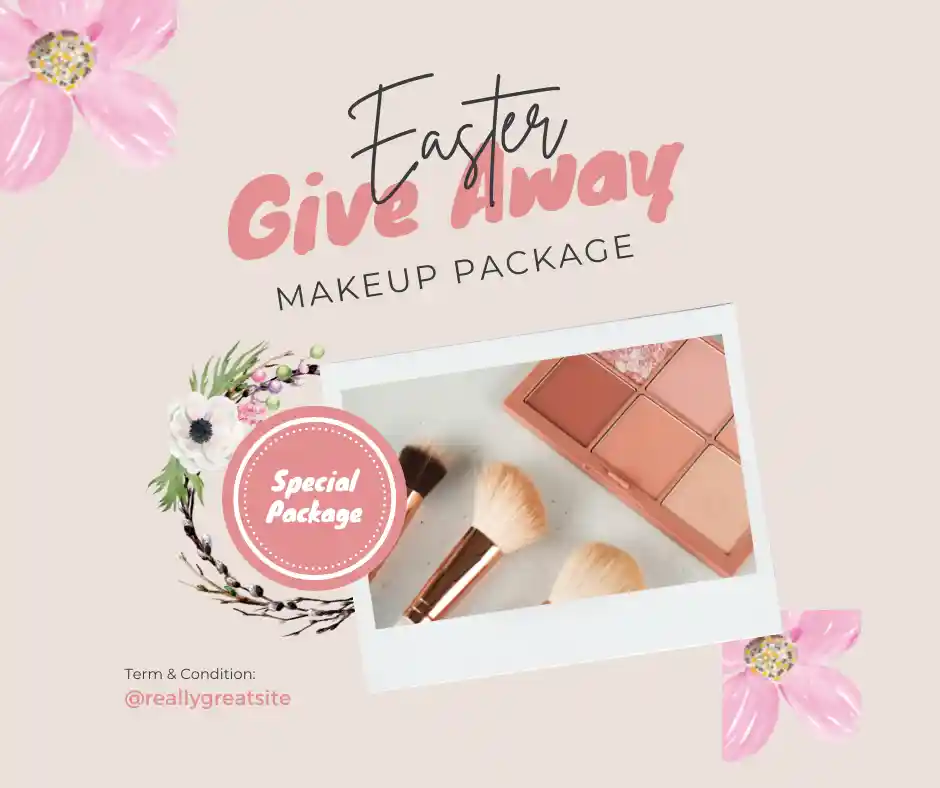 Easter
Give Away
MAKEUP PACKAGE
Special
Package
Term & Condition:
@reallygreatsite